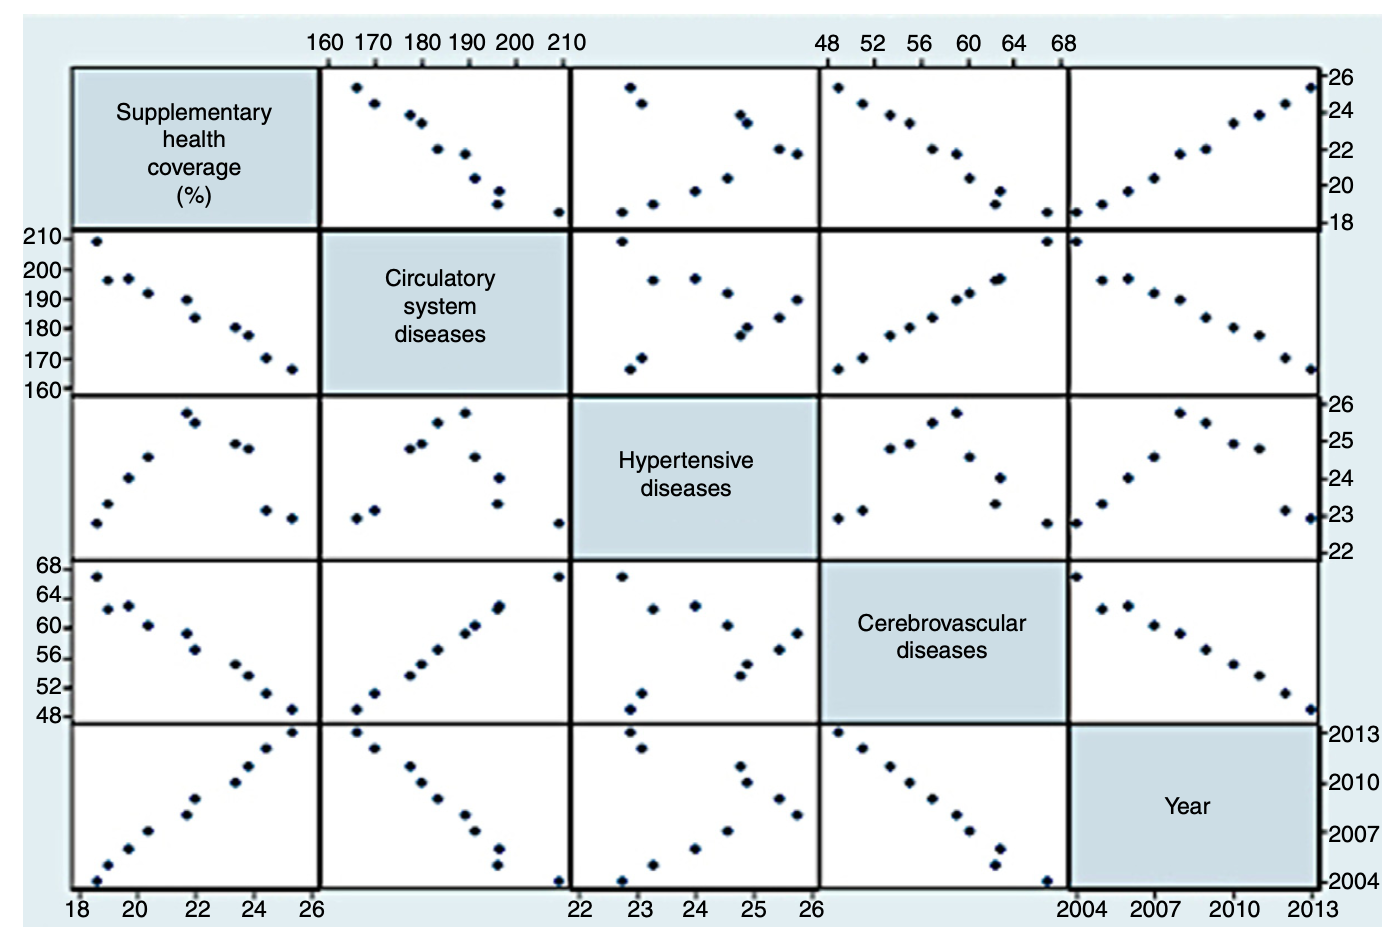 160 170 180 190 200 210
48 52 56 60 64 68
Supplementary
health
coverage
(%)
26
24
22
20
18
210
200
190
180
170
160
Circulatory
system
diseases
Hypertensive
diseases
26
25
24
23
22
68
64
60
56
52
48
Cerebrovascular
diseases
Year
2013
2010
2007
2004
18 20 22 24 26
22 23 24 25 26
2004 2007 2010 2013